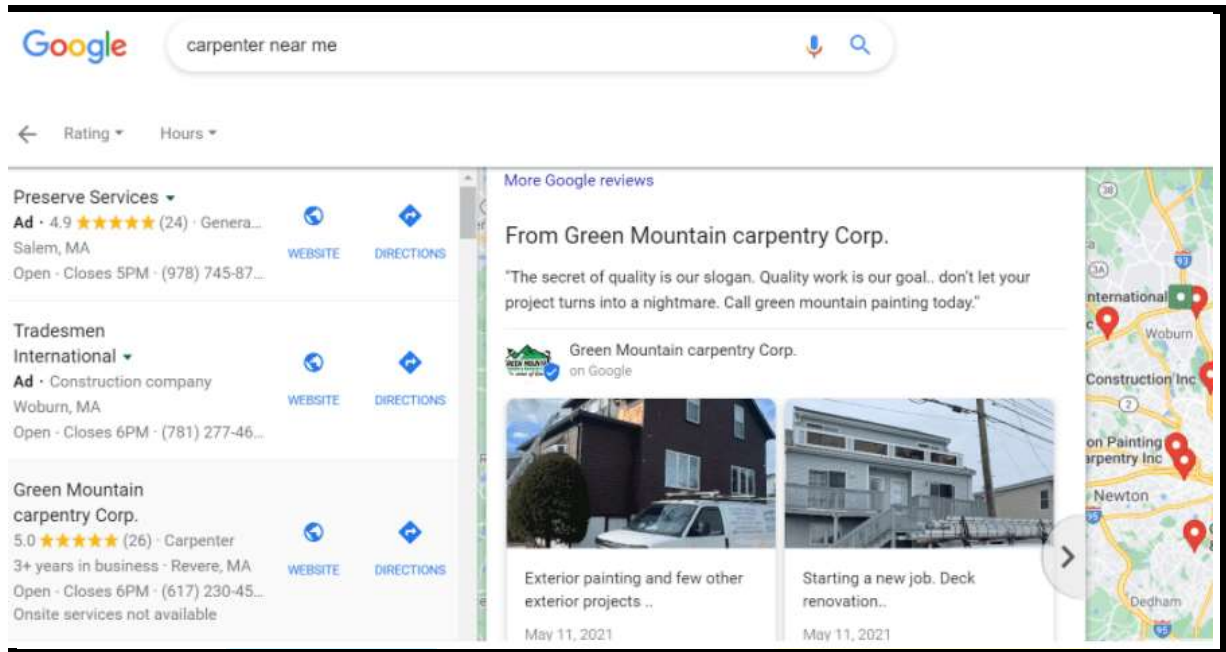 Google
carpenter near me
Rating
Hours
Preserve Services
Ad · 4.9 (24) · Genera...
Salem, MA
Open · Closes 5PM · (978) 745-87...
WEBSITE
DIRECTIONS
Tradesmen
International
Ad · Construction company
Woburn, MA
Open · Closes 6PM · (781) 277-46...
WEBSITE
DIRECTIONS
Green Mountain
carpentry Corp.
5.0 (26) · Carpenter
3+ years in business · Revere, MA
Open · Closes 6PM · (617) 230-45...
Onsite services not available
WEBSITE
DIRECTIONS
More Google reviews
From Green Mountain carpentry Corp.
"The secret of quality is our slogan. Quality work is our goal.. don't let your
project turns into a nightmare. Call green mountain painting today."
Green Mountain carpentry Corp.
on Google
Exterior painting and few other
exterior projects ..
May 11, 2021
Starting a new job. Deck
renovation..
May 11, 2021
38
93
3A
nternational
Woburn
Construction Inc
2
on Painting
arpentry Inc
Newton
95
Dedham
95